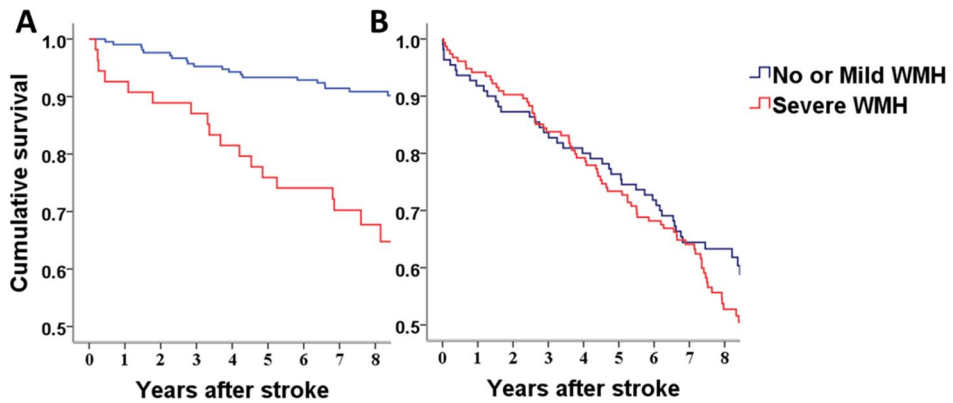 A
B
Cumulative survival
1.0
0.9
0.8
0.7
0.6
0.5
0 1 2 3 4 5 6 7 8
Years after stroke
1.0
0.9
0.8
0.7
0.6
0.5
0 1 2 3 4 5 6 7 8
Years after stroke
No or Mild WMH
Severe WMH